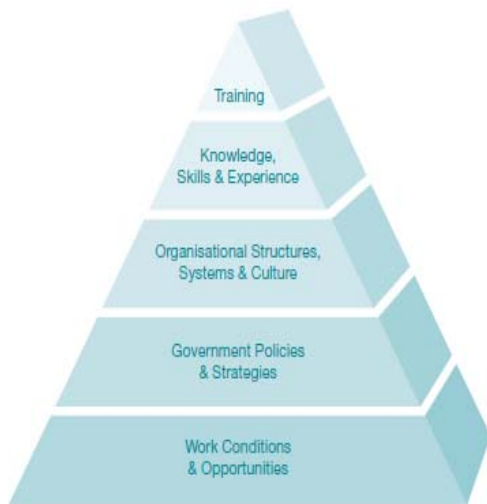 Training
Knowledge,
Skills & Experience
Organisational Structures,
Systems & Culture
Government Policies
& Strategies
Work Conditions
& Opportunities